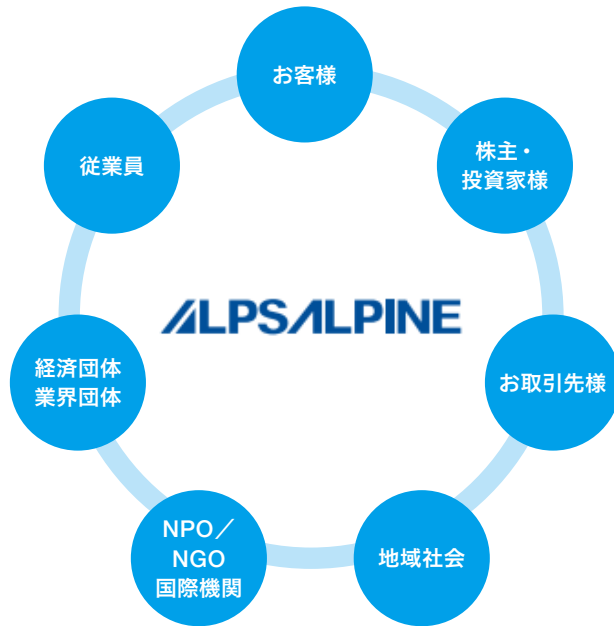 お客様
株主・
投資家様
お取引先様
地域社会
NPO／
NGO
国際機関
経済団体
業界団体
従業員
ALPSALPINE